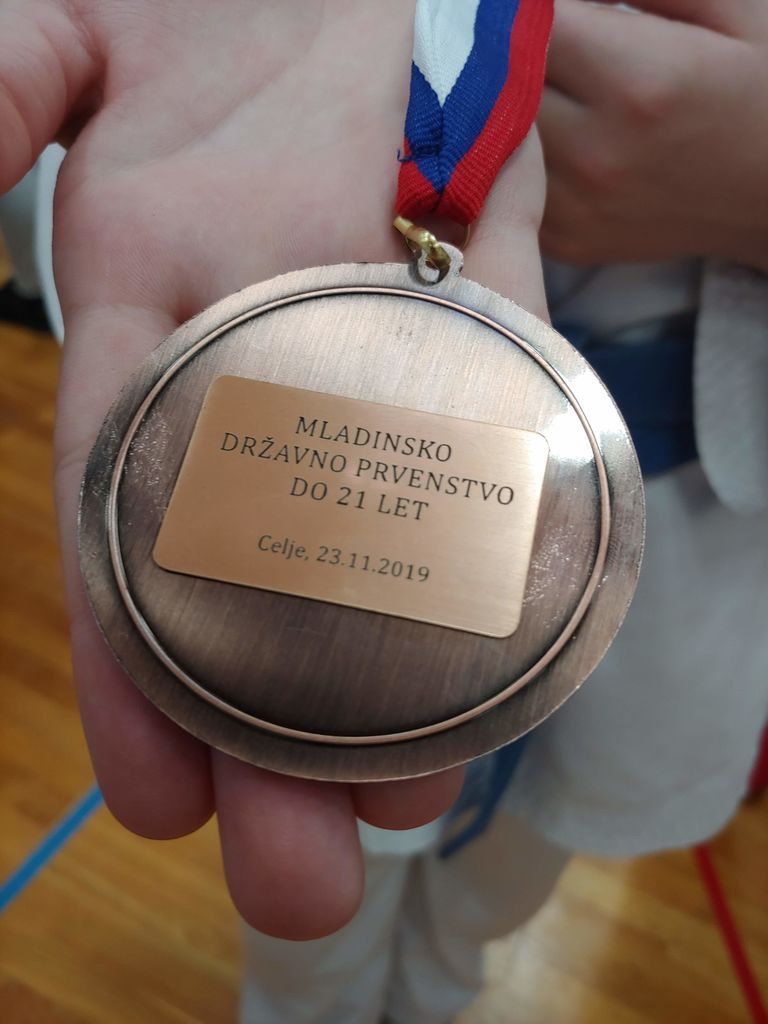 MLADINSKO
DRŽAVNO PRVENSTVO
DO 21 LET
Celje, 23.11.2019